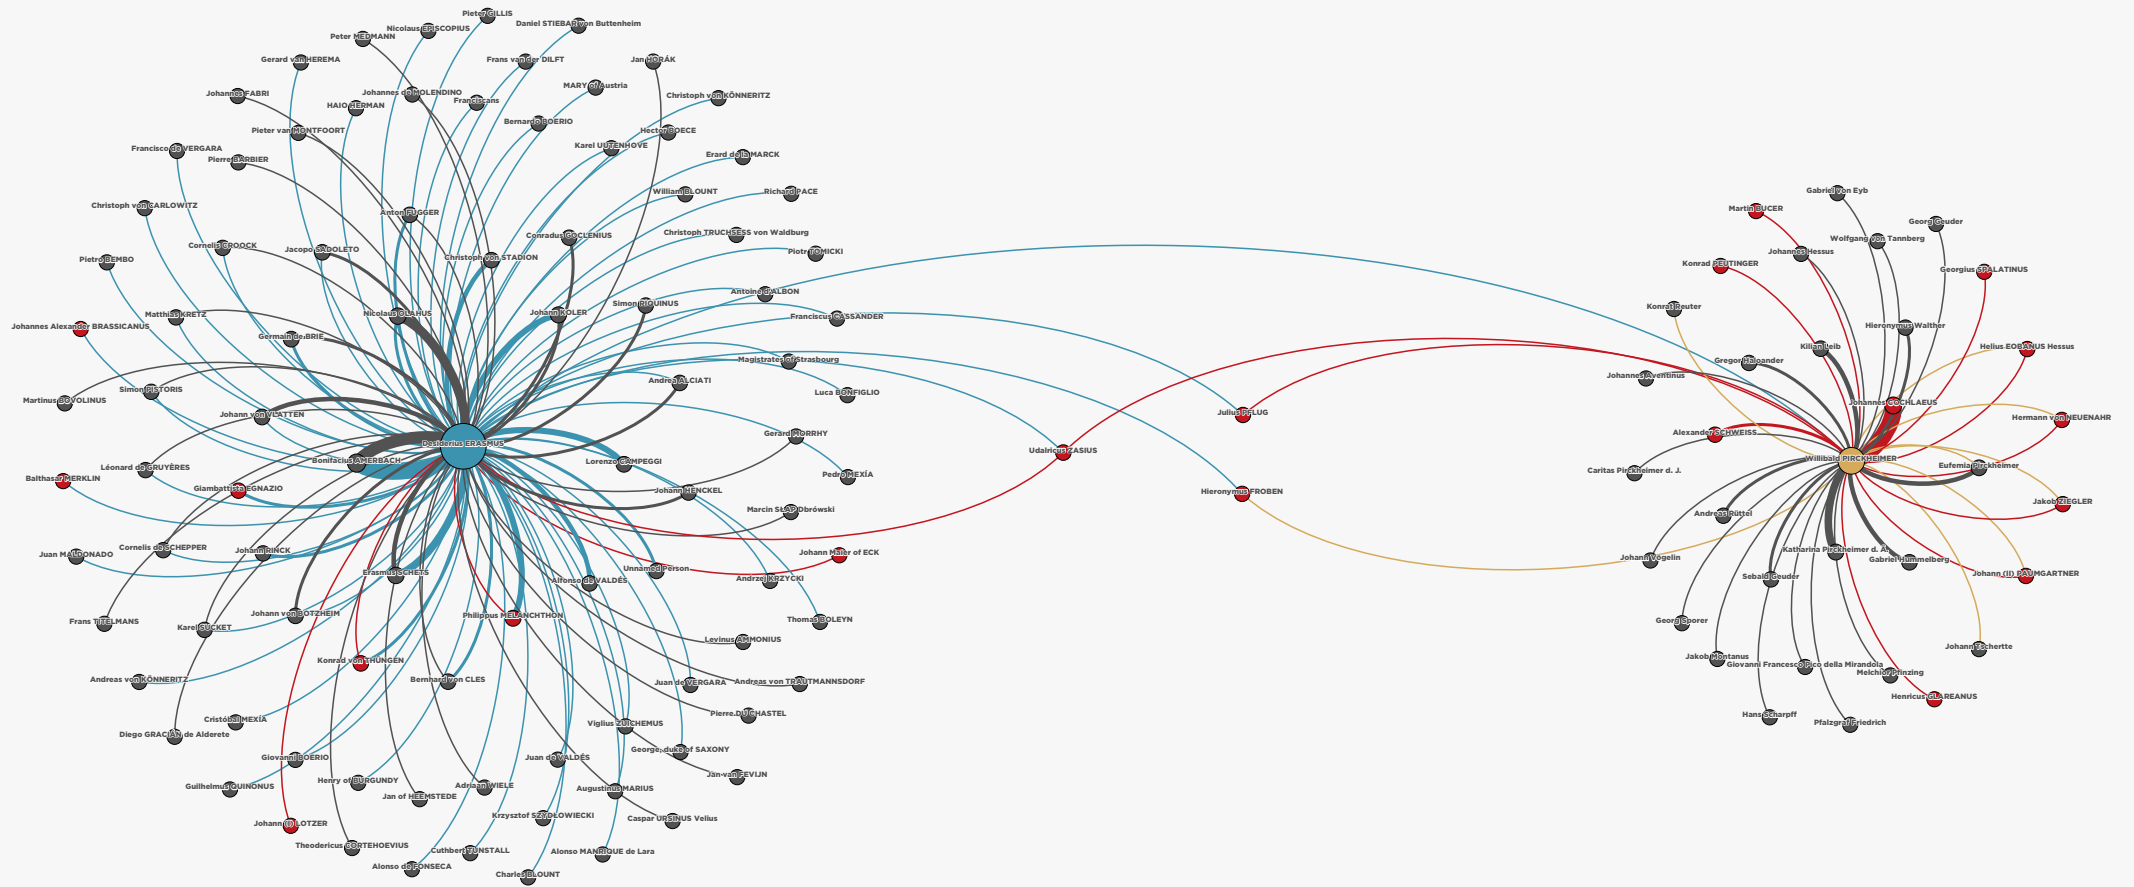 Pieter GILLIS
Nicolaus EPISCOPIUS
Daniel STIEBAR von Buttenheim
Peter MEDMANN
Gerard van HEREMA
Frans van der DILFT
Jan HORÁK
MARY of Austria
Johannes FABRI
Johannes de MOLENDINO
Christoph von KÖNNERITZ
Franciscans
HAIO HERMAN
Bernardo BOERIO
Pieter van MONTFOORT
Hector BOECE
Karel UUTENHOVE
Francisco de VERGARA
Erard de la MARCK
Pierre BARBIER
William BLOUNT
Richard PACE
Gabriel von Eyb
Christoph von CARLOWITZ
Martin BUCER
Anton FUGGER
Georg Geuder
Christoph TRUCHSESS von Waldburg
Conradus GOCLENIUS
Wolfgang von Tannberg
Cornelis CROOCK
Jacopo SADOLETO
Piotr TOMICKI
Johannes Hessus
Christoph von STADION
Pietro BEMBO
Konrad PEUTINGER
Georgius SPALATINUS
Antoine d'ALBON
Simon RIQUINUS
Konrat Reuter
Matthias KRETZ
Nicolaus OLAHUS
Johann KOLER
Franciscus CASSANDER
Johannes Alexander BRASSICANUS
Hieronymus Walther
Germain de BRIE
Kilian Leib
Helius EOBANUS Hessus
Magistrates of Strasbourg
Gregor Haloander
Johannes Aventinus
Andrea ALCIATI
Simon PISTORIS
Luca BONFIGLIO
Martinus BOVOLINUS
Johannes COCHLAEUS
Johann von VLATTEN
Julius PFLUG
Hermann von NEUENAHR
Gerard MORRHY
Alexander SCHWEISS
Desiderius ERASMUS
Udalricus ZASIUS
Willibald PIRCKHEIMER
Bonifacius AMERBACH
Lorenzo CAMPEGGI
Léonard de GRUYÈRES
Eufemia Pirckheimer
Caritas Pirckheimer d. J.
Balthasar MERKLIN
Pedro MEXÍA
Giambattista EGNAZIO
Johann HENCKEL
Hieronymus FROBEN
Jakob ZIEGLER
Marcin SŁAP Dbrówski
Andreas Rüttel
Cornelis de SCHEPPER
Johann RINCK
Katharina Pirckheimer d. Ä.
Juan MALDONADO
Johann Maier of ECK
Johann Vögelin
Gabriel Hummelberg
Unnamed Person
Erasmus SCHETS
Johann (II) PAUMGARTNER
Alfonso de VALDÉS
Andrzej KRZYCKI
Sebald Geuder
Johann von BOTZHEIM
Philippus MELANCHTHON
Frans TITELMANS
Thomas BOLEYN
Georg Sporer
Karel SUCKET
Levinus AMMONIUS
Johann Tschertte
Jakob Montanus
Konrad von THÜNGEN
Giovanni Francesco Pico della Mirandola
Melchior Pfinzing
Andreas von KÖNNERITZ
Bernhard von CLES
Juan de VERGARA
Andreas von TRAUTMANNSDORF
Henricus GLAREANUS
Pierre DU CHASTEL
Hans Scharpff
Cristóbal MEXÍA
Pfalzgraf Friedrich
Viglius ZUICHEMUS
Diego GRACIÁN de Alderete
George, duke of SAXONY
Giovanni BOERIO
Juan de VALDÉS
Jan van FEVIJN
Henry of BURGUNDY
Guilhelmus QUINONUS
Adriaan WIELE
Augustinus MARIUS
Jan of HEEMSTEDE
Krzysztof SZYDŁOWIECKI
Caspar URSINUS Velius
Johann (I) LOTZER
Theodericus CORTEHOEVIUS
Cuthbert TUNSTALL
Alonso MANRIQUE de Lara
Alonso de FONSECA
Charles BLOUNT